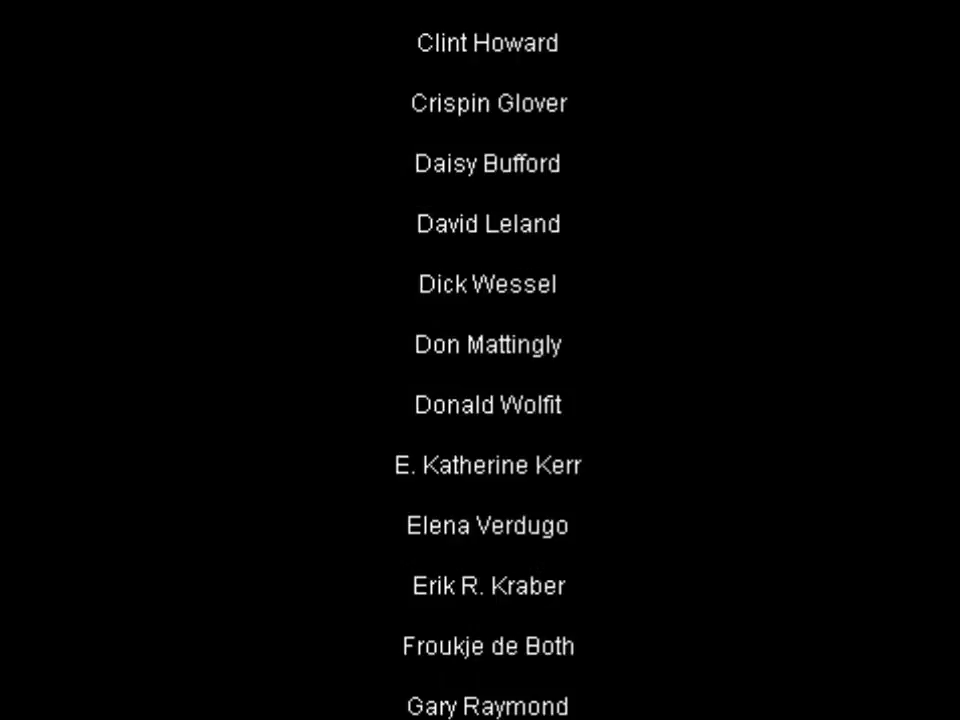 Clint Howard
Crispin Glover
Daisy Bufford
David Leland
Dick Wessel
Don Mattingly
Donald Wolfit
E. Katherine Kerr
Elena Verdugo
Erik R. Kraber
Froukje de Both
Gary Raymond